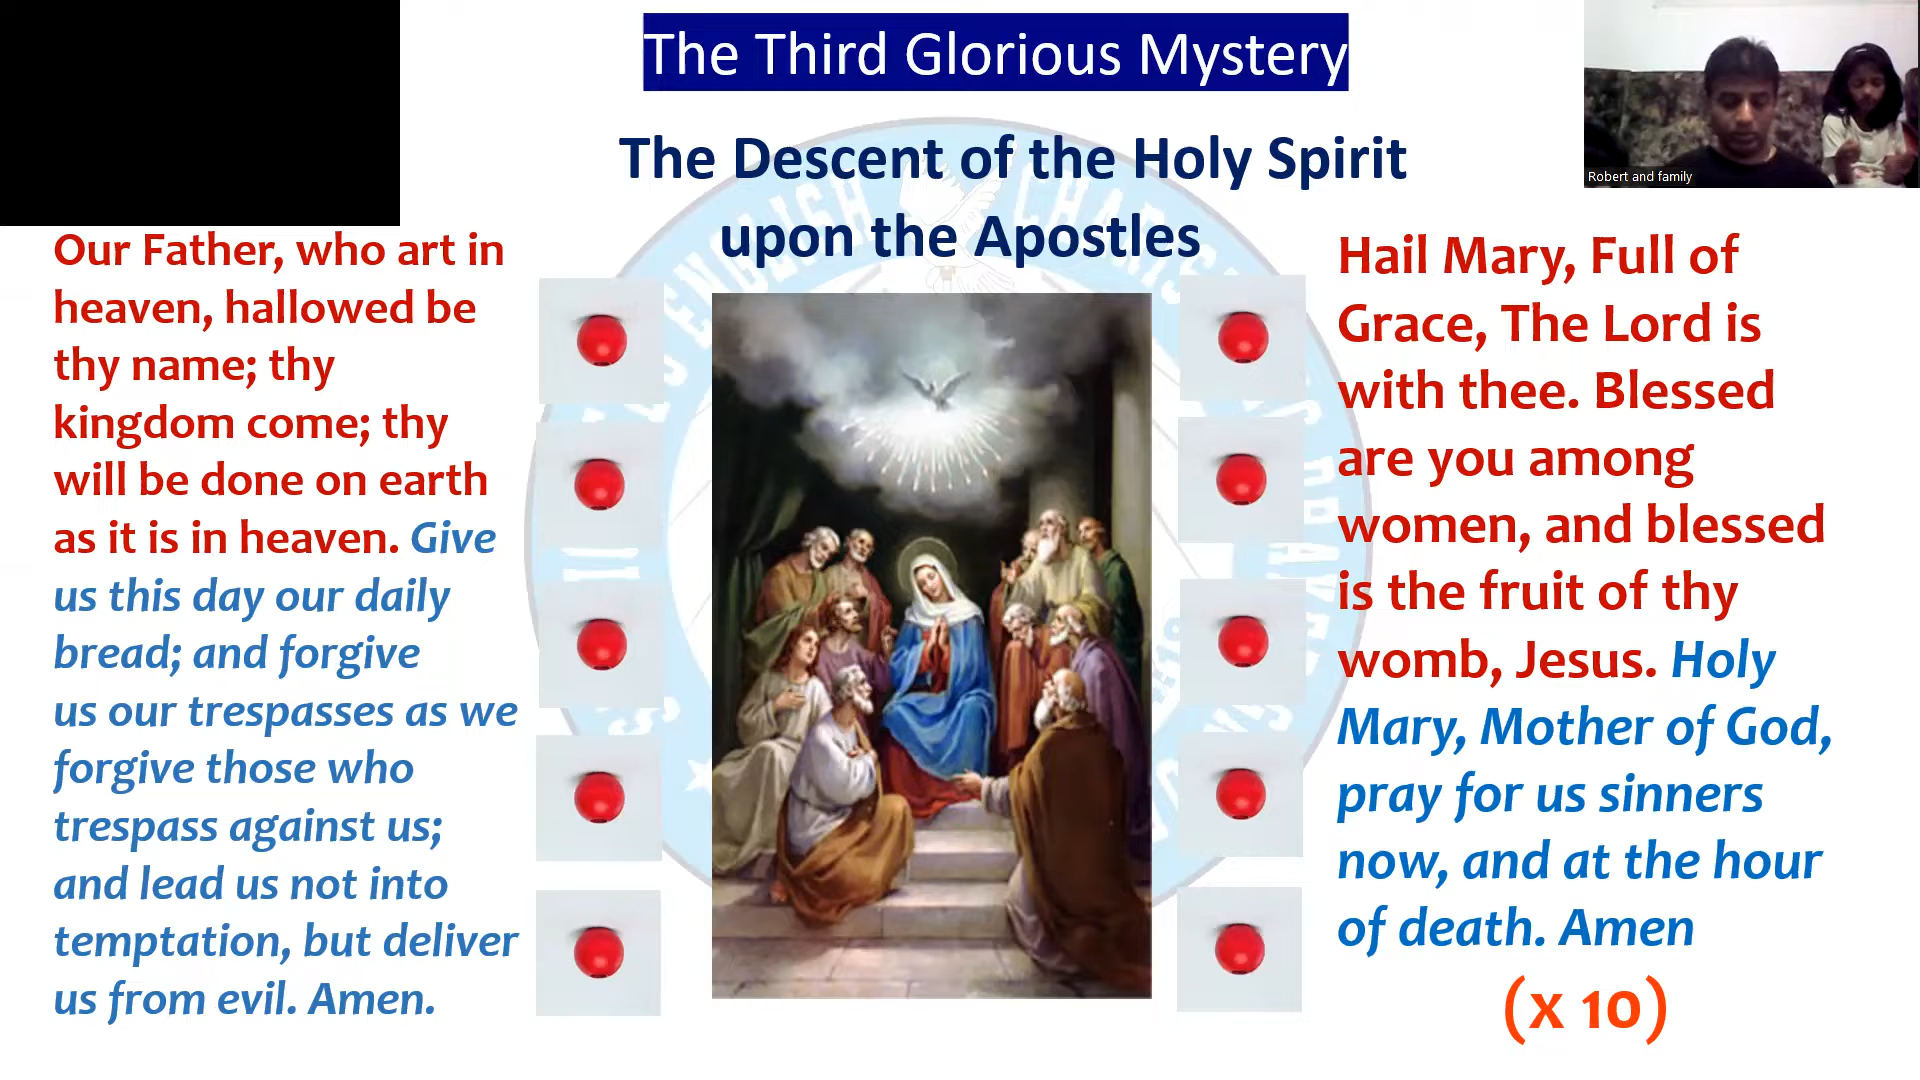 The Third Glorious Mystery
The Descent of the Holy Spirit
upon the Apostles
Robert and family
Our Father, who art in
heaven, hallowed be
thy name; thy
kingdom come; thy
will be done on earth
as it is in heaven. Give
us this day our daily
bread; and forgive
us our trespasses as we
forgive those who
trespass against us;
and lead us not into
temptation, but deliver
us from evil. Amen.
Hail Mary, Full of
Grace, The Lord is
with thee. Blessed
are you among
women, and blessed
is the fruit of thy
womb, Jesus. Holy
Mary, Mother of God,
pray for us sinners
now, and at the hour
of death. Amen
(x 10)
ENGLISH